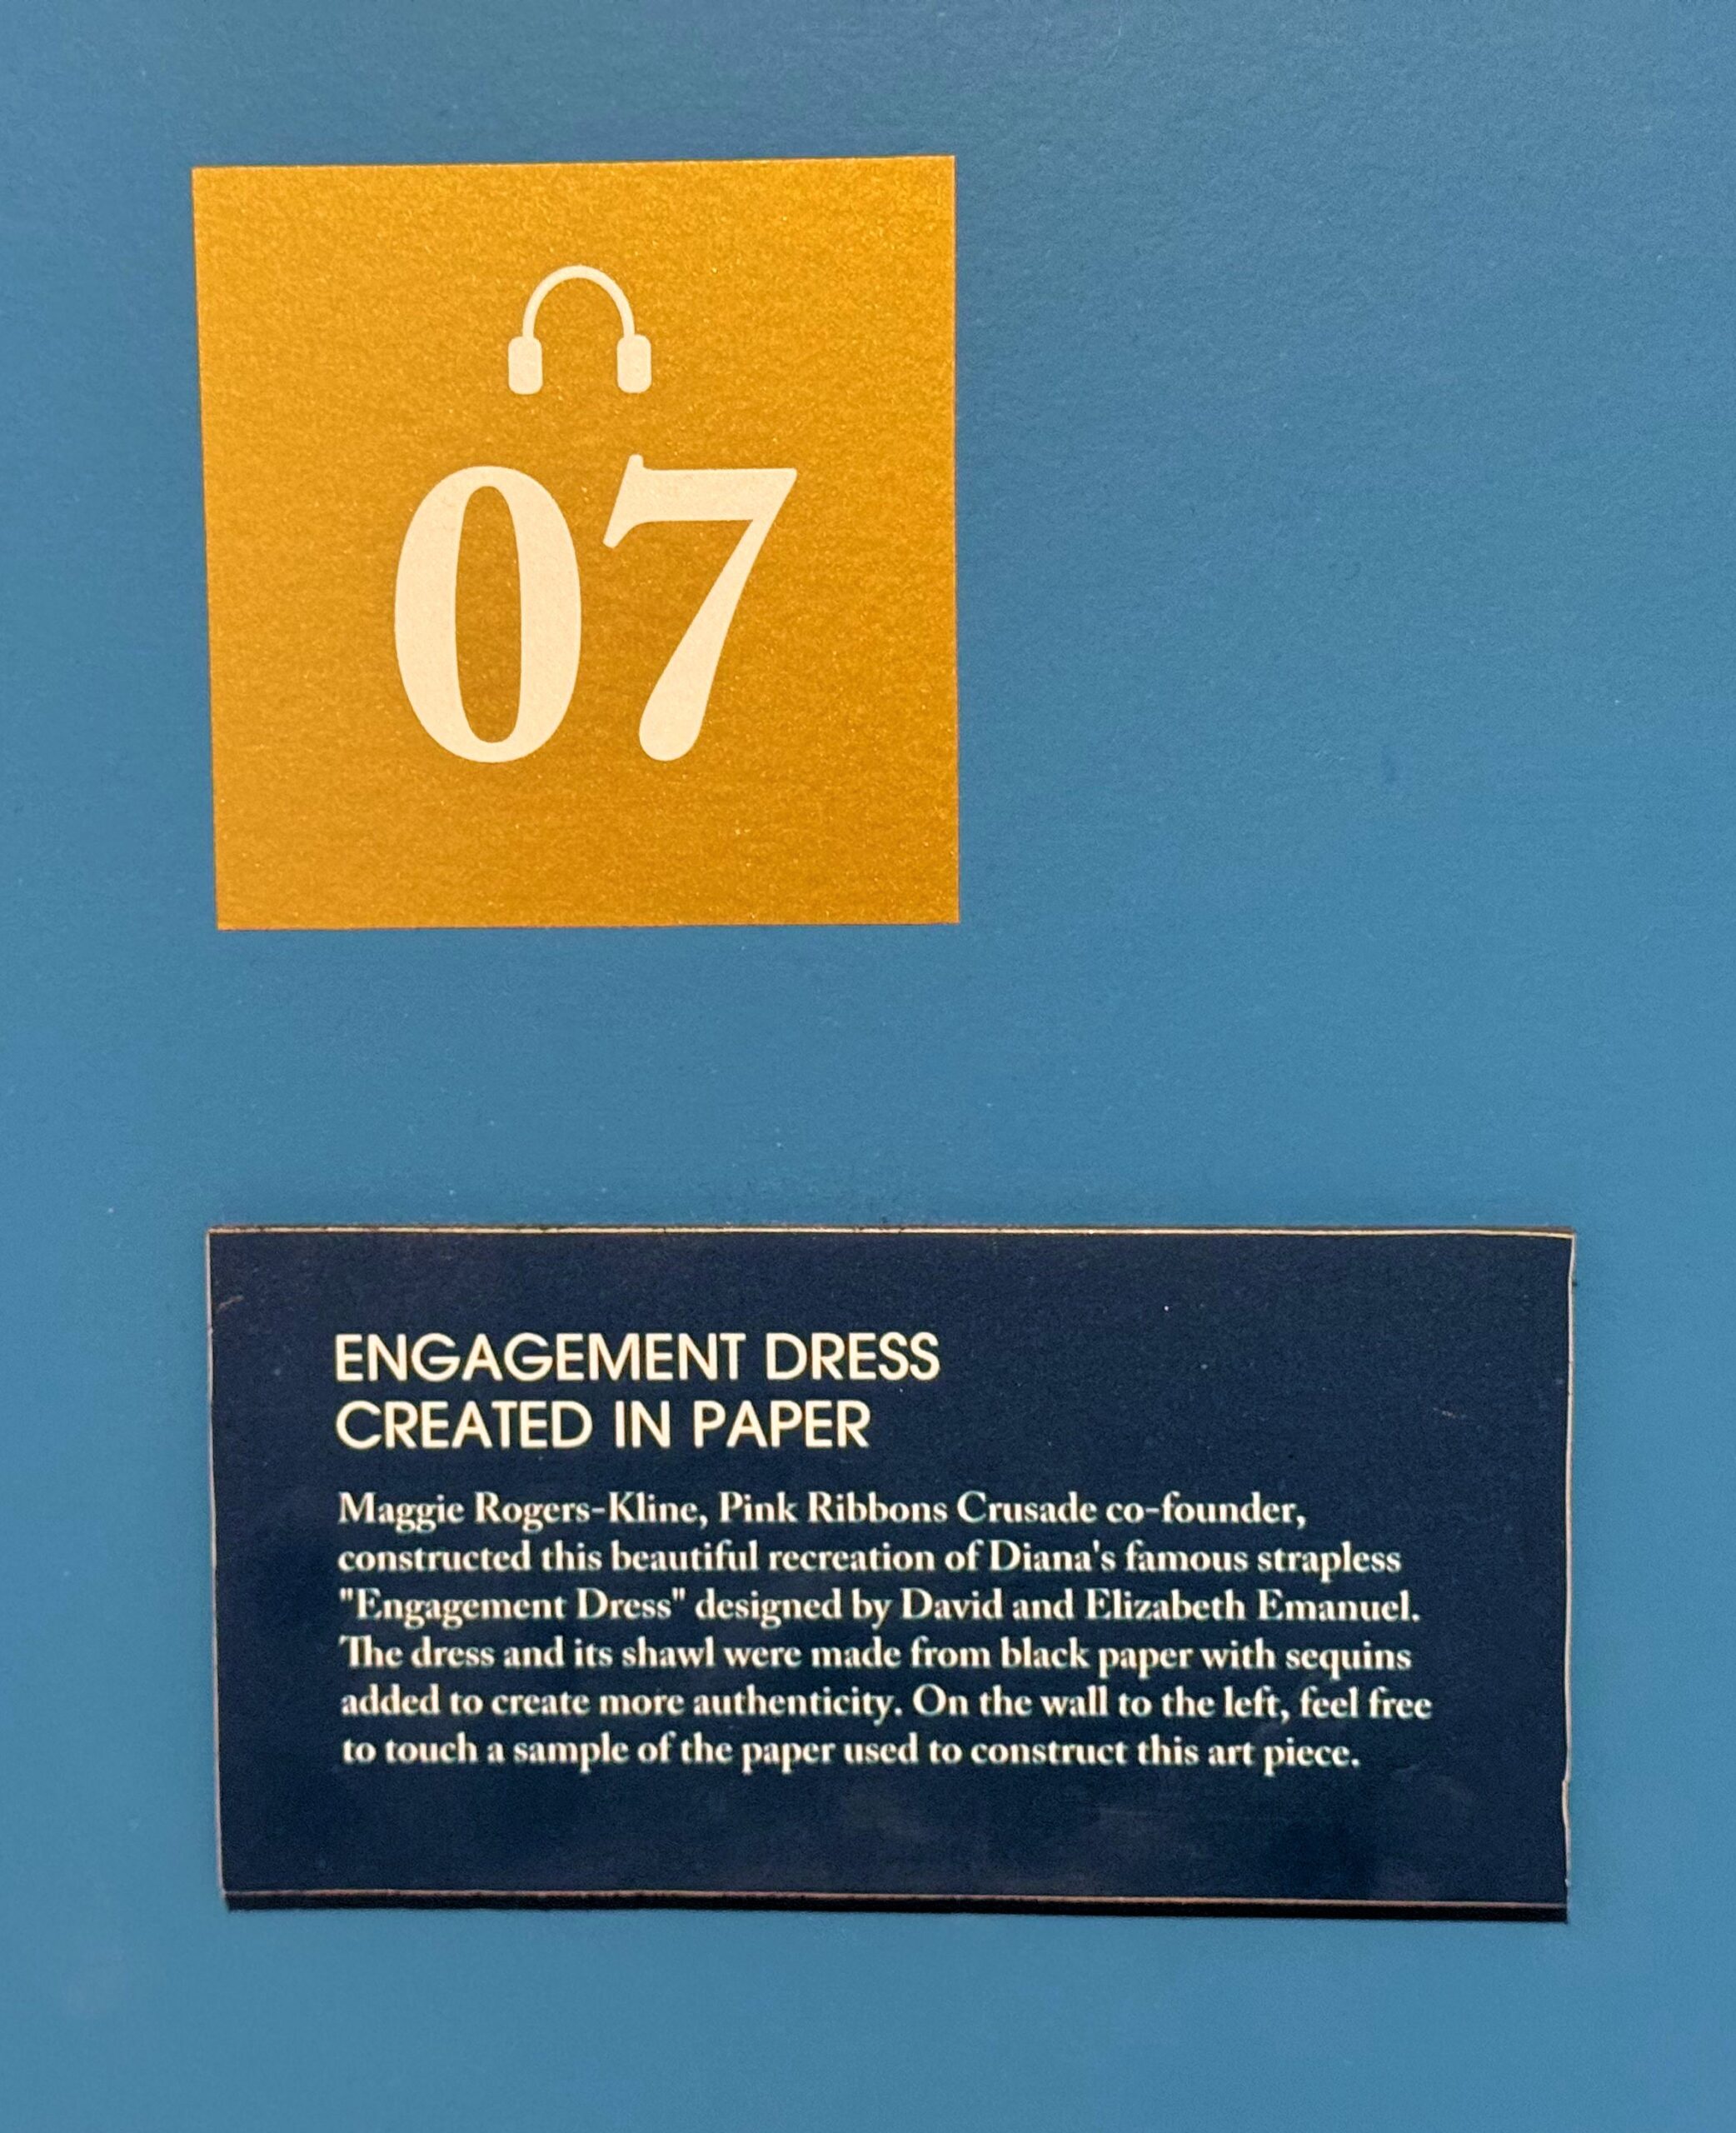 07
ENGAGEMENT DRESS
CREATED IN PAPER
Maggie Rogers-Kline, Pink Ribbons Crusade co-founder,
constructed this beautiful recreation of Diana's famous strapless
"Engagement Dress" designed by David and Elizabeth Emanuel.
The dress and its shawl were made from black paper with sequins
added to create more authenticity. On the wall to the left, feel free
to touch a sample of the paper used to construct this art piece.